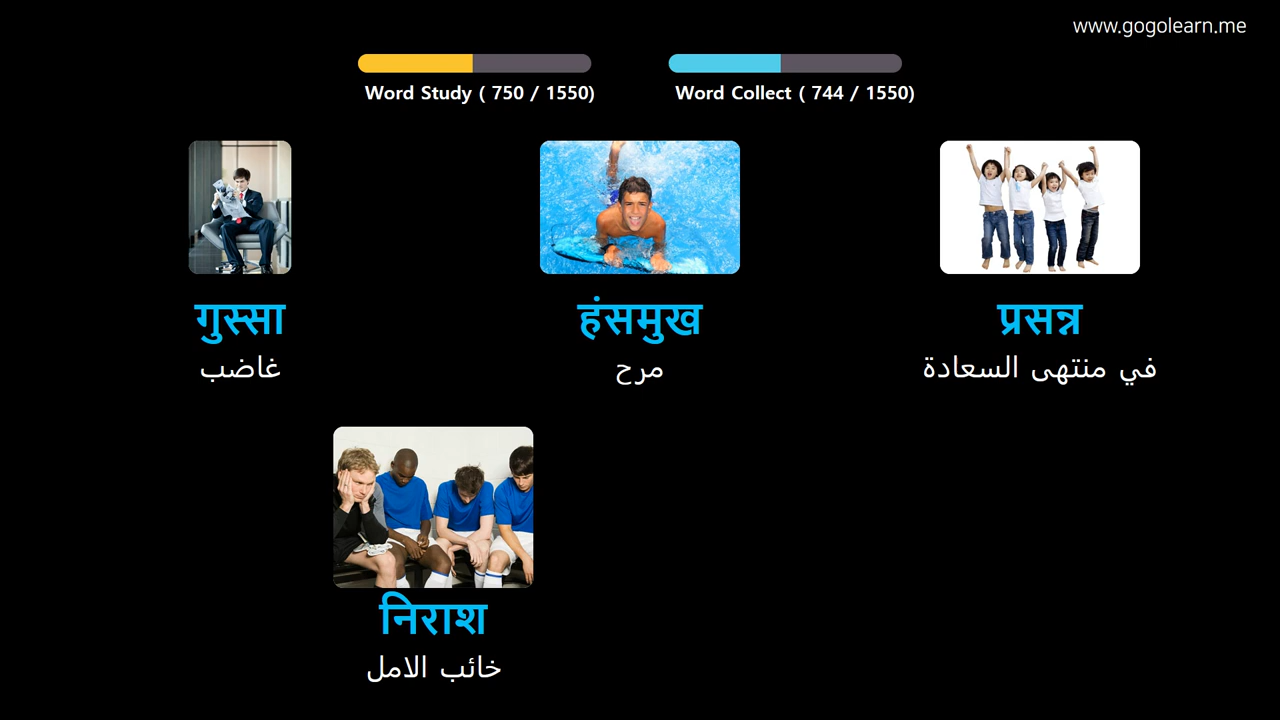 www.gogolearn.me
Word Study ( 750 / 1550)
Word Collect ( 744 / 1550)
गुस्सा
हंसमुख
प्रसन्न
غاضب
مرح
في منتهى السعادة
निराश
خائب الامل